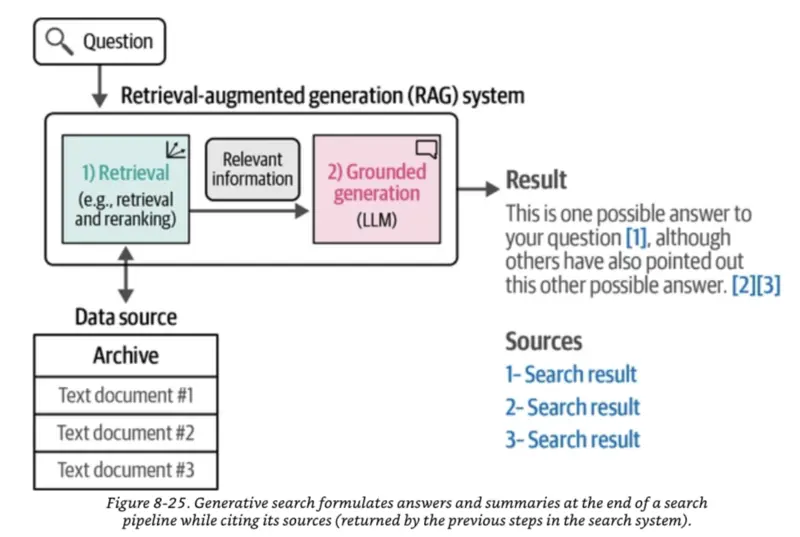 Question
Retrieval-augmented generation (RAG) system
1) Retrieval
(e.g., retrieval
and reranking)
Relevant
information
2) Grounded
generation
(LLM)
Result
This is one possible answer to
your question [1], although
others have also pointed out
this other possible answer. [2][3]
Sources
1- Search result
2- Search result
3- Search result
Data source
Archive
Text document #1
Text document #2
Text document #3
Figure 8-25. Generative search formulates answers and summaries at the end of a search
pipeline while citing its sources (returned by the previous steps in the search system).